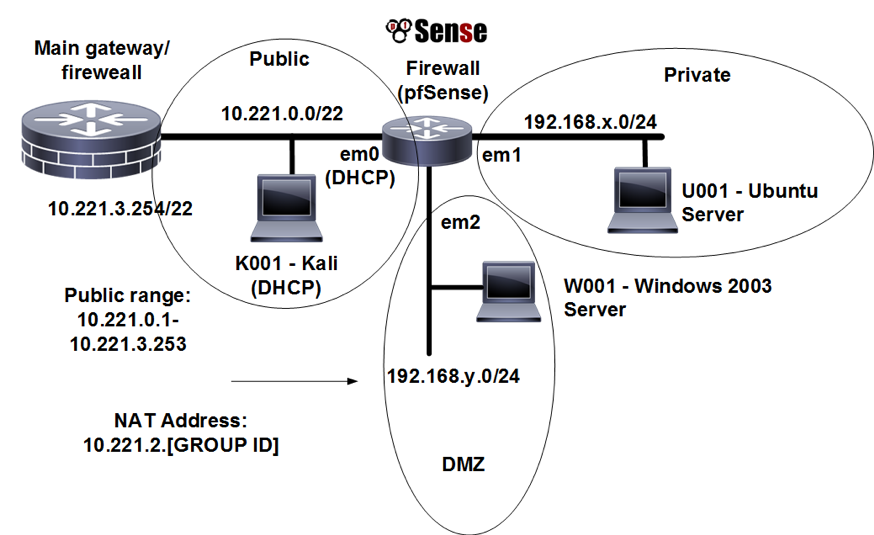 pf Sense
Main gateway/
fireweall
Public
Firewall
(pfSense)
Private
10.221.0.0/22
192.168.x.0/24
em0
(DHCP)
em1
10.221.3.254/22
U001 - Ubuntu
Server
em2
K001 - Kali
(DHCP)
W001 - Windows 2003
Server
Public range:
10.221.0.1-
10.221.3.253
192.168.y.0/24
NAT Address:
10.221.2.[GROUP ID]
DMZ